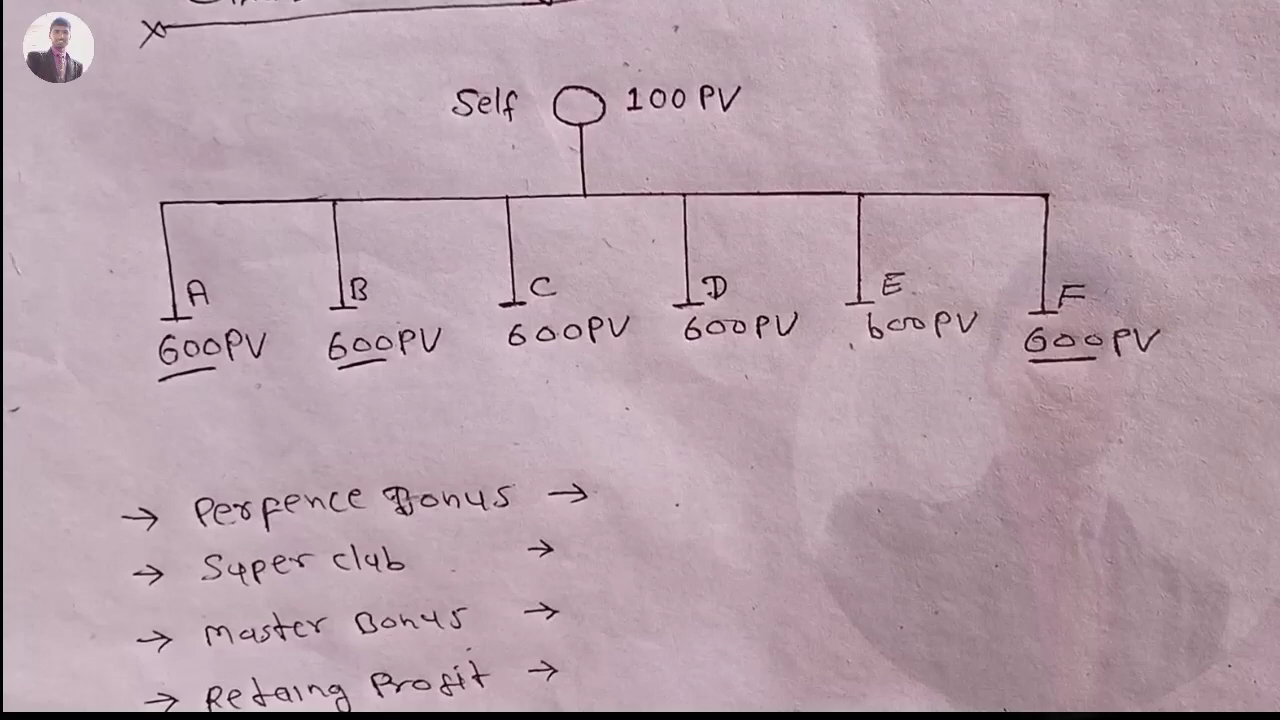 Self 100 PV
A B C D E F
600PV 600PV 600PV 600PV 600PV 600PV
→ Perfence Bonus →
→ Super club →
→ Master Bonus →
→ Retaing Profit →